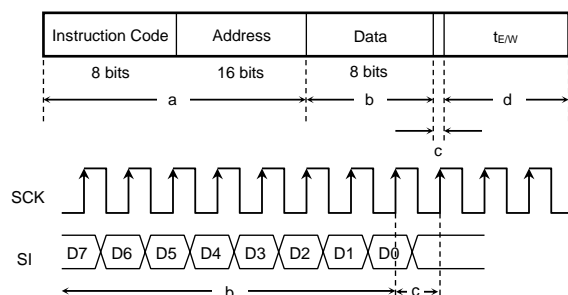 Instruction Code Address Data tE/W
8 bits 16 bits 8 bits
a b d
c
SCK
SI D7 D6 D5 D4 D3 D2 D1 D0
b c